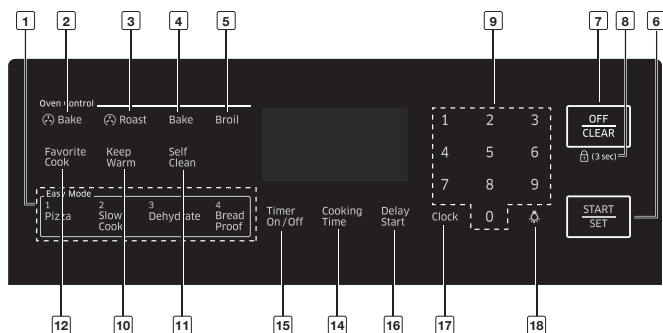 1 2 3 4 5 9 7 8 6
Oven Control
Bake Roast Bake Broil
Favorite Cook
Keep Warm
Self Clean
Easy Mode
1 Pizza
2 Slow Cook
3 Dehydrate
4 Bread Proof
Timer On/Off
Cooking Time
Delay Start
1 2 3
4 5 6
7 8 9
Clock 0
OFF
CLEAR
(3 sec)
START
SET
12 10 11 15 14 16 17 18